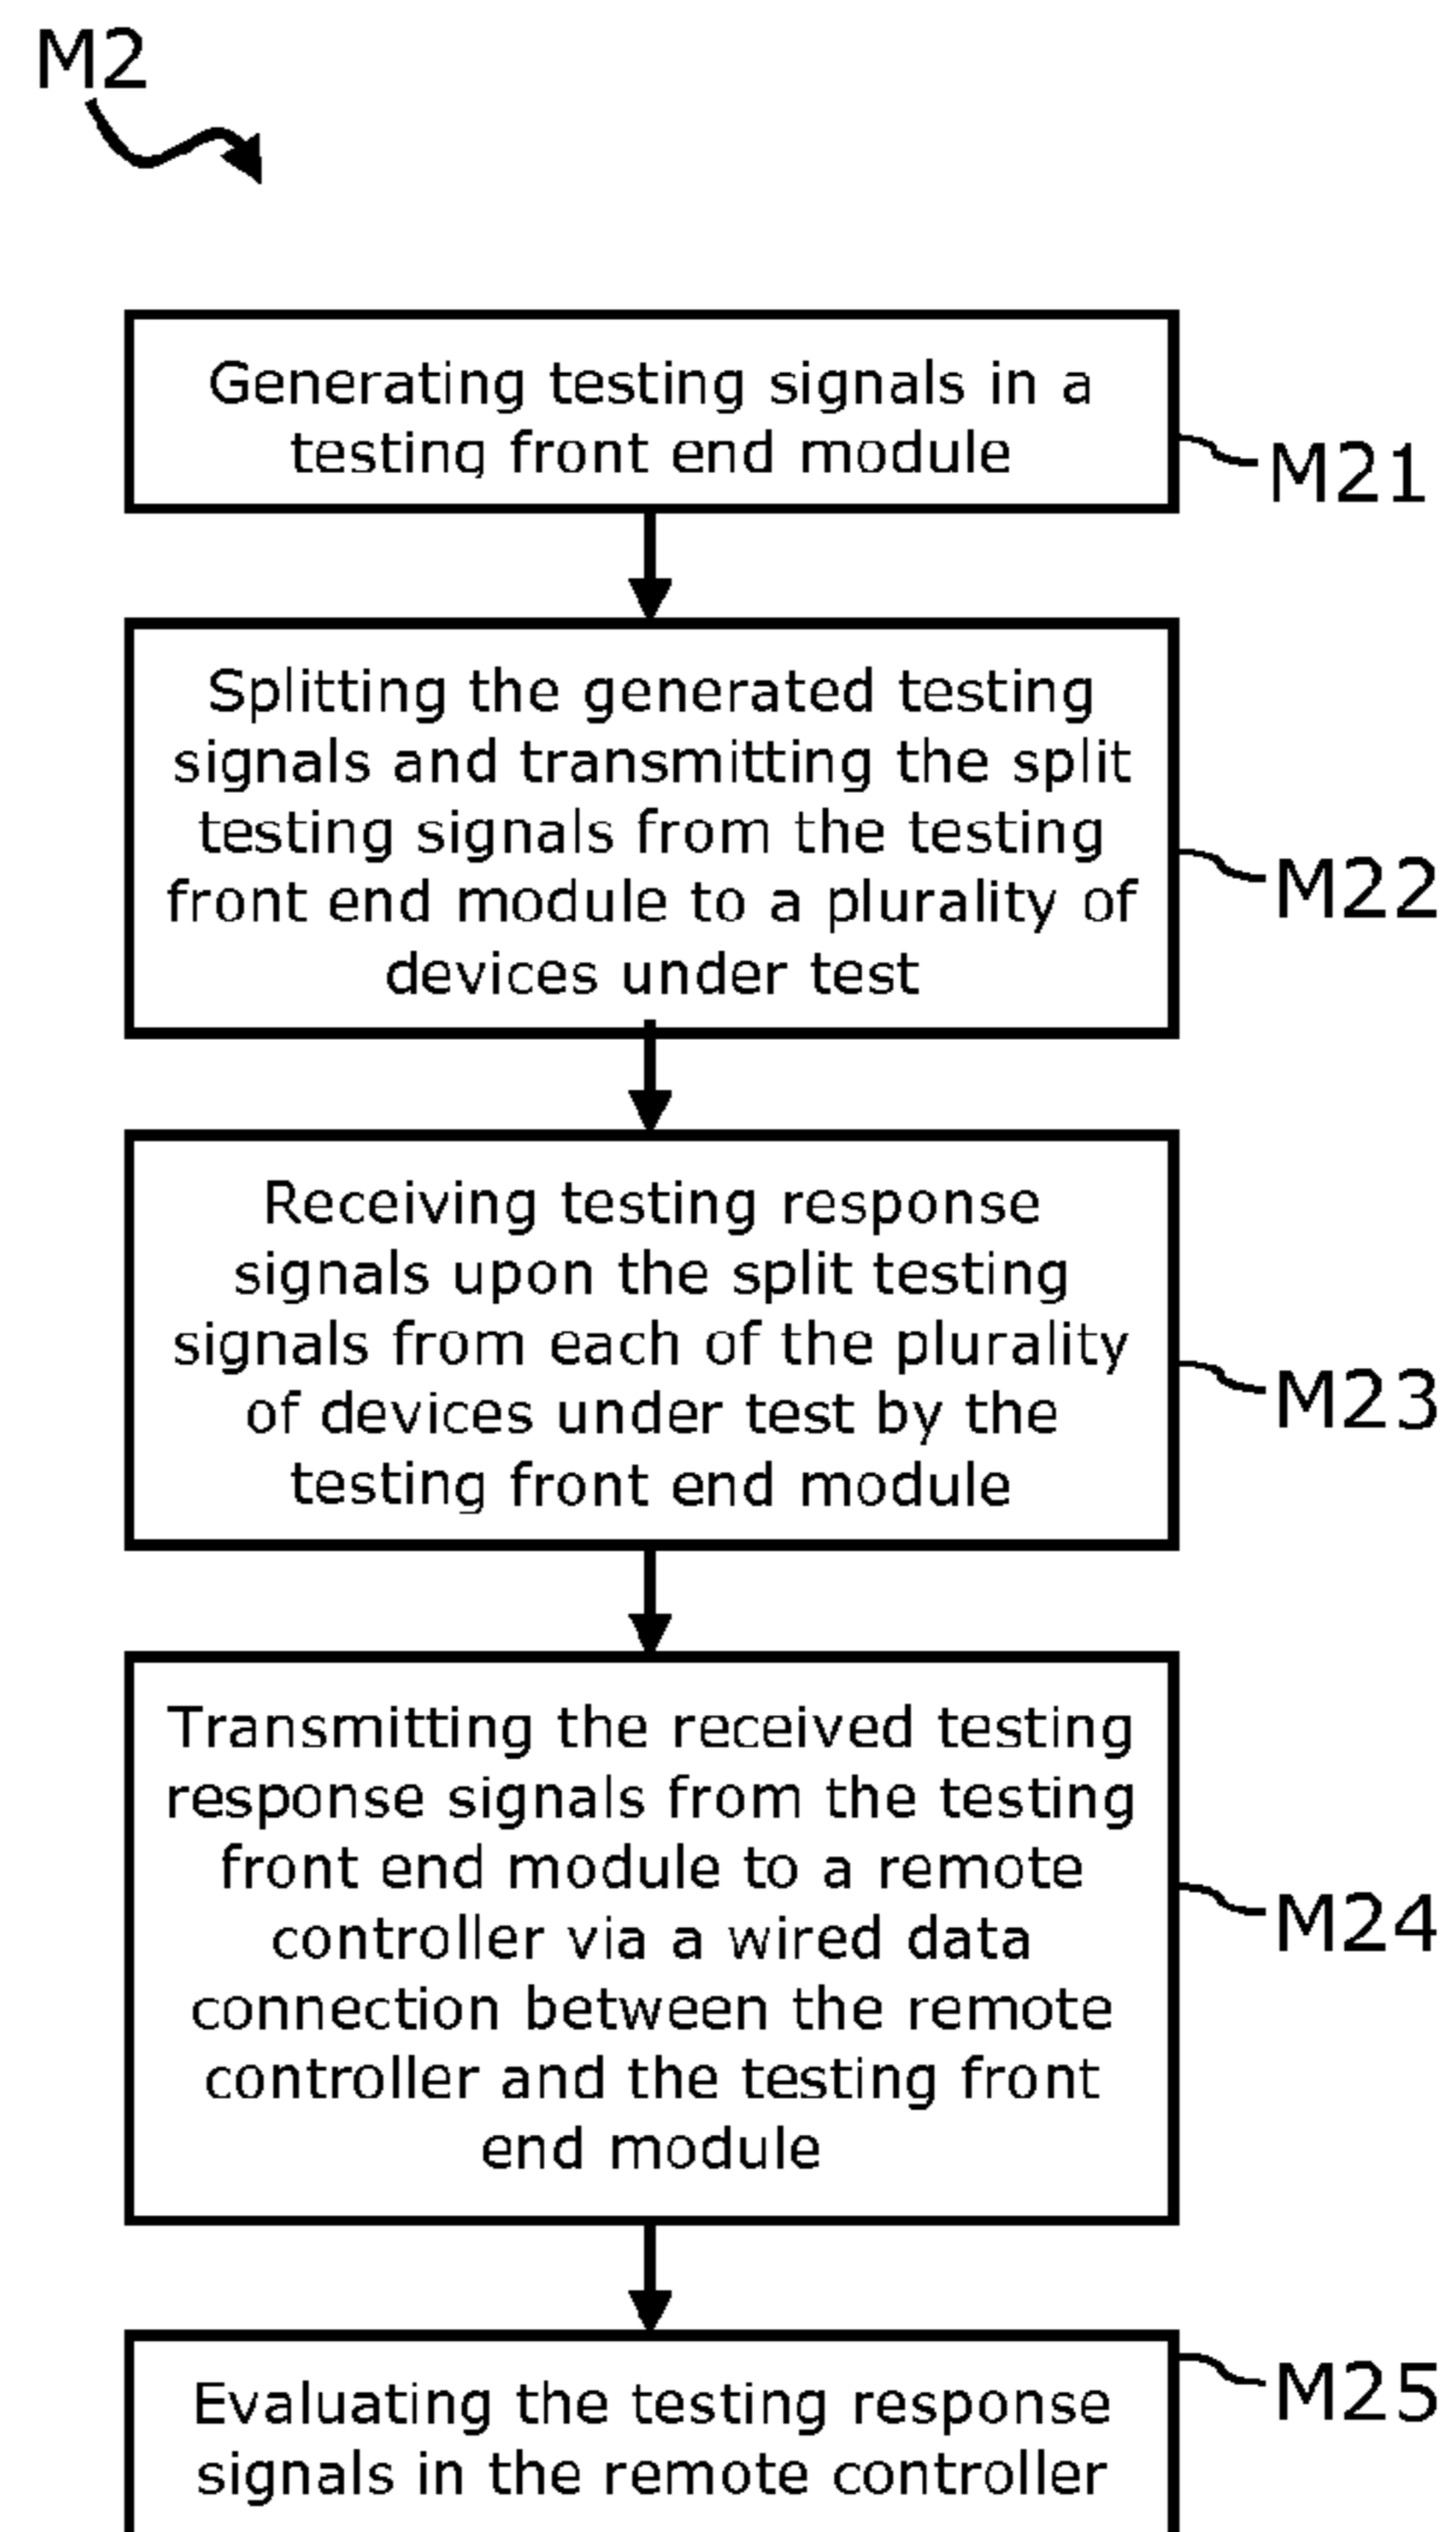 M2
Generating testing signals in a
testing front end module
M21
Splitting the generated testing
signals and transmitting the split
testing signals from the testing
front end module to a plurality of
devices under test
M22
Receiving testing response
signals upon the split testing
signals from each of the plurality
of devices under test by the
testing front end module
M23
Transmitting the received testing
response signals from the testing
front end module to a remote
controller via a wired data
connection between the remote
controller and the testing front
end module
M24
Evaluating the testing response
signals in the remote controller
M25